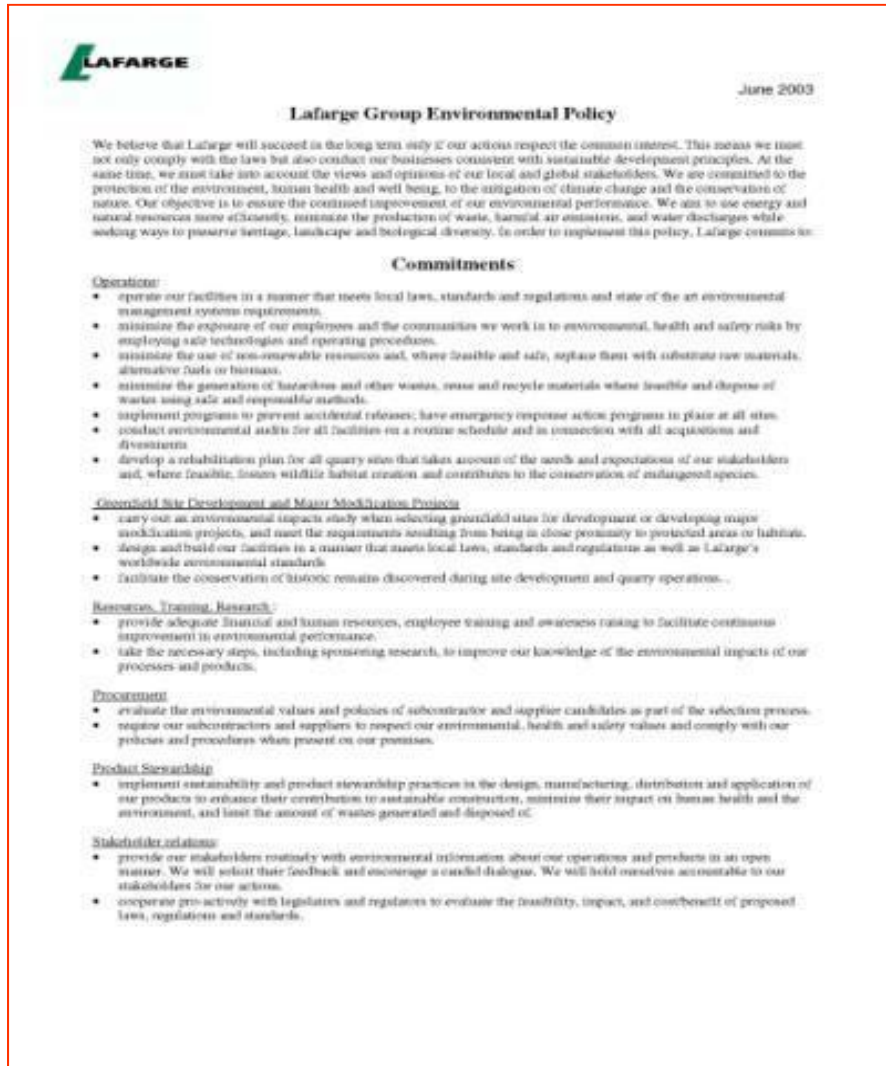 LAFARGE
June 2003
Lafarge Group Environmental Policy
We believe that Lafarge will succeed in the long term only if our actions respect the common interest. This means we must
not only comply with the laws but also conduct our businesses consistent with sustainable development principles. At the
same time, we must take into account the views and opinions of our local and global stakeholders. We are committed to the
protection of the environment, human health and well being, to the mitigation of climate change and the conservation of
nature. Our objective is to ensure the continued improvement of our environmental performance. We aim to use energy and
natural resources more efficiently, minimize the production of waste, harmful air emissions, and water discharges while
seeking ways to preserve heritage, landscape and biological diversity. In order to implement this policy, Lafarge commits to:
Commitments
Operations:
• operate our facilities in a manner that meets local laws, standards and regulations and state of the art environmental
management systems requirements.
• minimize the exposure of our employees and the communities we work in to environmental, health and safety risks by
employing safe technologies and operating procedures.
• minimize the use of non-renewable resources and, where feasible and safe, replace them with substitute raw materials,
alternative fuels or biomass.
• minimize the generation of hazardous and other wastes, reuse and recycle materials where feasible and dispose of
wastes using safe and responsible methods.
• implement programs to prevent accidental releases; have emergency response action programs in place at all sites.
• conduct environmental audits for all facilities on a routine schedule and in connection with all acquisitions and
divestments
• develop a rehabilitation plan for all quarry sites that takes account of the needs and expectations of our stakeholders
and, where feasible, fosters wildlife habitat creation and contributes to the conservation of endangered species.
Greenfield Site Development and Major Modification Projects
• carry out an environmental impacts study when selecting greenfield sites for development or developing major
modification projects, and meet the requirements resulting from being in close proximity to protected areas or habitats.
• design and build our facilities in a manner that meets local laws, standards and regulations as well as Lafarge's
worldwide environmental standards
• facilitate the conservation of historic remains discovered during site development and quarry operations...
Resources, Training, Research :
• provide adequate financial and human resources, employee training and awareness raising to facilitate continuous
improvement in environmental performance.
• take the necessary steps, including sponsoring research, to improve our knowledge of the environmental impacts of our
processes and products.
Procurement
• evaluate the environmental values and policies of subcontractor and supplier candidates as part of the selection process.
• require our subcontractors and suppliers to respect our environmental, health and safety values and comply with our
policies and procedures when present on our premises.
Product Stewardship
• implement sustainability and product stewardship practices in the design, manufacturing, distribution and application of
our products to enhance their contribution to sustainable construction, minimize their impact on human health and the
environment, and limit the amount of wastes generated and disposed of.
Stakeholder relations:
• provide our stakeholders routinely with environmental information about our operations and products in an open
manner. We will solicit their feedback and encourage a candid dialogue. We will hold ourselves accountable to our
stakeholders for our actions.
• cooperate pro-actively with legislators and regulators to evaluate the feasibility, impact, and cost/benefit of proposed
laws, regulations and standards.